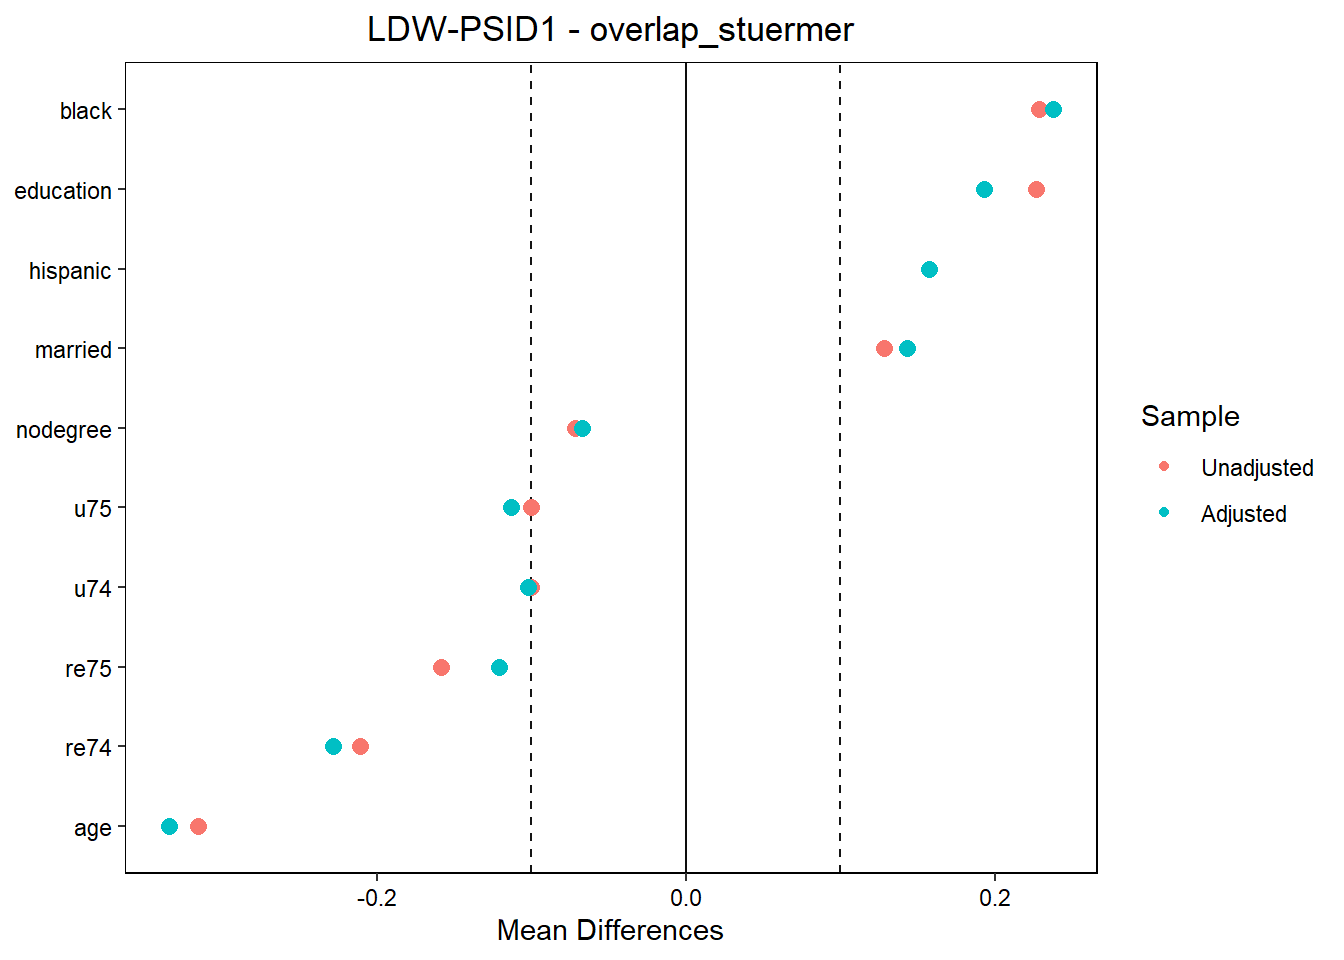 LDW-PSID1 - overlap_stuermer
black
education
hispanic
married
nodegree
u75
u74
re75
re74
age
-0.2
0.0
0.2
Mean Differences
Sample
Unadjusted
Adjusted